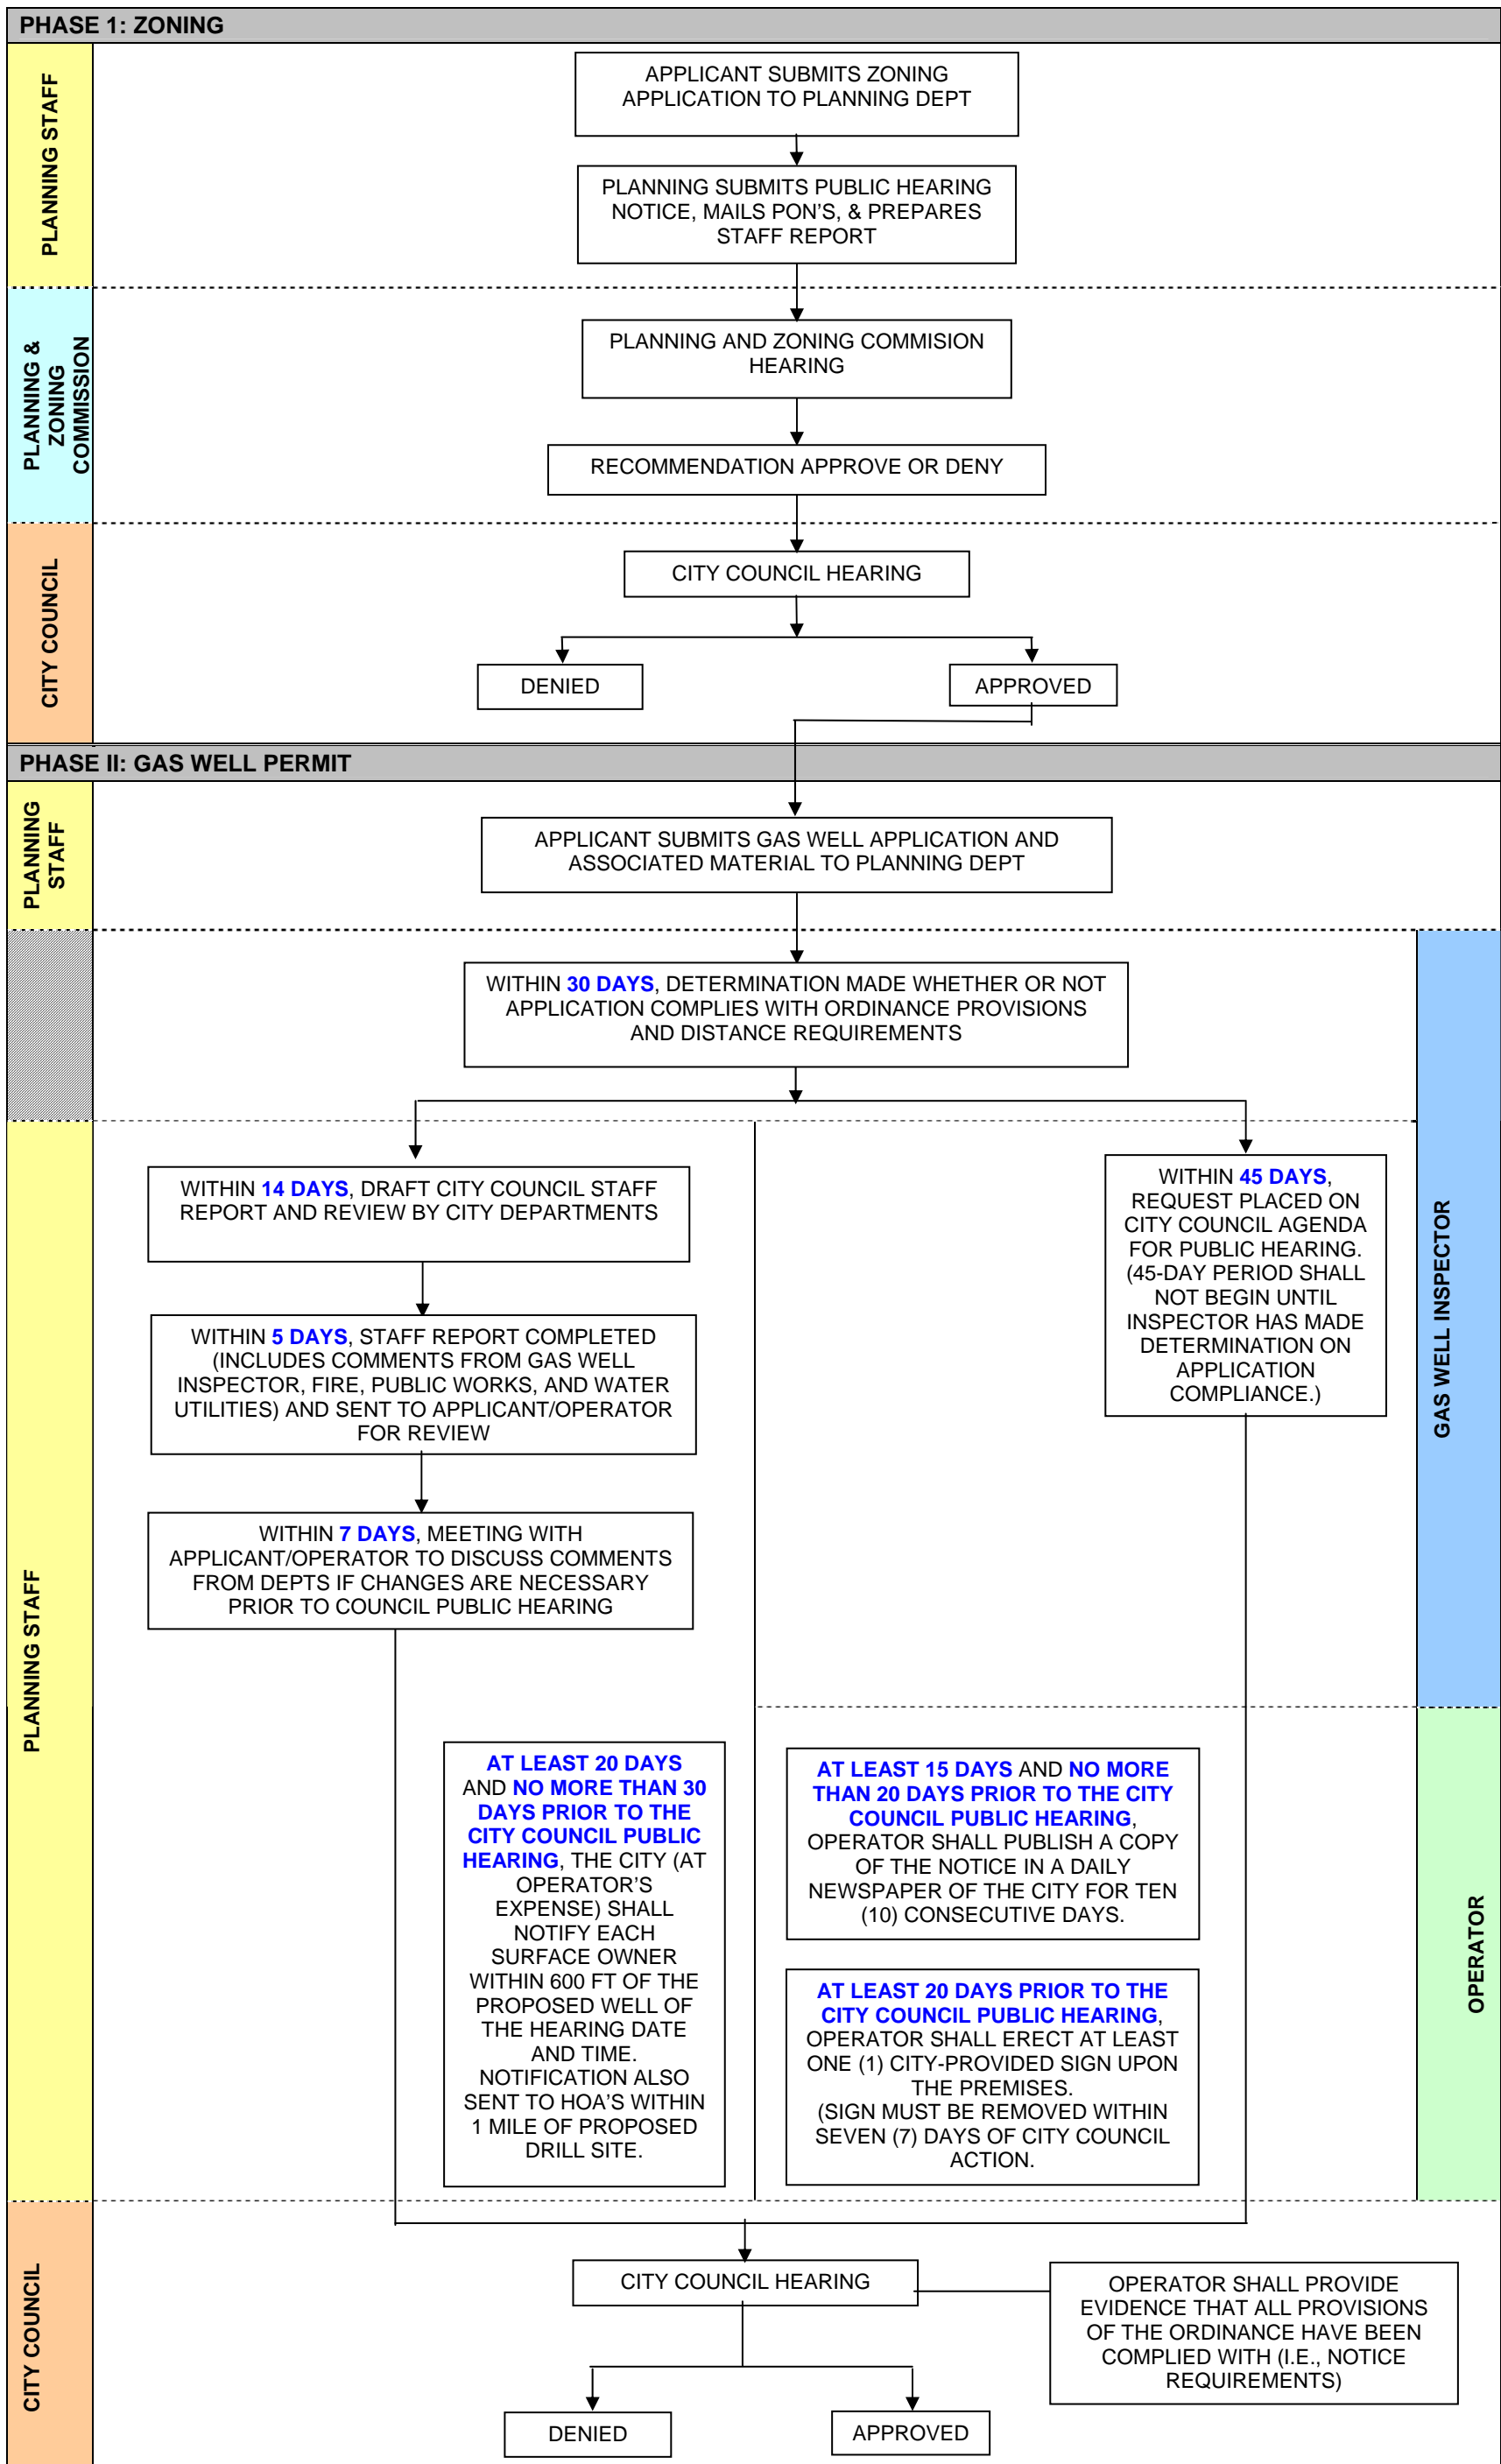 PHASE 1: ZONING
PLANNING STAFF
APPLICANT SUBMITS ZONING
APPLICATION TO PLANNING DEPT
PLANNING SUBMITS PUBLIC HEARING
NOTICE, MAILS PON'S, & PREPARES
STAFF REPORT
PLANNING &
ZONING
COMMISSION
PLANNING AND ZONING COMMISION
HEARING
RECOMMENDATION APPROVE OR DENY
CITY COUNCIL
CITY COUNCIL HEARING
DENIED
APPROVED
PHASE II: GAS WELL PERMIT
PLANNING
STAFF
APPLICANT SUBMITS GAS WELL APPLICATION AND
ASSOCIATED MATERIAL TO PLANNING DEPT
WITHIN 30 DAYS, DETERMINATION MADE WHETHER OR NOT
APPLICATION COMPLIES WITH ORDINANCE PROVISIONS
AND DISTANCE REQUIREMENTS
GAS WELL INSPECTOR
PLANNING STAFF
WITHIN 14 DAYS, DRAFT CITY COUNCIL STAFF
REPORT AND REVIEW BY CITY DEPARTMENTS
WITHIN 5 DAYS, STAFF REPORT COMPLETED
(INCLUDES COMMENTS FROM GAS WELL
INSPECTOR, FIRE, PUBLIC WORKS, AND WATER
UTILITIES) AND SENT TO APPLICANT/OPERATOR
FOR REVIEW
WITHIN 7 DAYS, MEETING WITH
APPLICANT/OPERATOR TO DISCUSS COMMENTS
FROM DEPTS IF CHANGES ARE NECESSARY
PRIOR TO COUNCIL PUBLIC HEARING
WITHIN 45 DAYS,
REQUEST PLACED ON
CITY COUNCIL AGENDA
FOR PUBLIC HEARING.
(45-DAY PERIOD SHALL
NOT BEGIN UNTIL
INSPECTOR HAS MADE
DETERMINATION ON
APPLICATION
COMPLIANCE.)
AT LEAST 20 DAYS
AND NO MORE THAN 30
DAYS PRIOR TO THE
CITY COUNCIL PUBLIC
HEARING, THE CITY (AT
OPERATOR'S
EXPENSE) SHALL
NOTIFY EACH
SURFACE OWNER
WITHIN 600 FT OF THE
PROPOSED WELL OF
THE HEARING DATE
AND TIME.
NOTIFICATION ALSO
SENT TO HOA'S WITHIN
1 MILE OF PROPOSED
DRILL SITE.
AT LEAST 15 DAYS AND NO MORE
THAN 20 DAYS PRIOR TO THE CITY
COUNCIL PUBLIC HEARING,
OPERATOR SHALL PUBLISH A COPY
OF THE NOTICE IN A DAILY
NEWSPAPER OF THE CITY FOR TEN
(10) CONSECUTIVE DAYS.
AT LEAST 20 DAYS PRIOR TO THE
CITY COUNCIL PUBLIC HEARING,
OPERATOR SHALL ERECT AT LEAST
ONE (1) CITY-PROVIDED SIGN UPON
THE PREMISES.
(SIGN MUST BE REMOVED WITHIN
SEVEN (7) DAYS OF CITY COUNCIL
ACTION.
OPERATOR
CITY COUNCIL
CITY COUNCIL HEARING
OPERATOR SHALL PROVIDE
EVIDENCE THAT ALL PROVISIONS
OF THE ORDINANCE HAVE BEEN
COMPLIED WITH (I.E., NOTICE
REQUIREMENTS)
DENIED
APPROVED